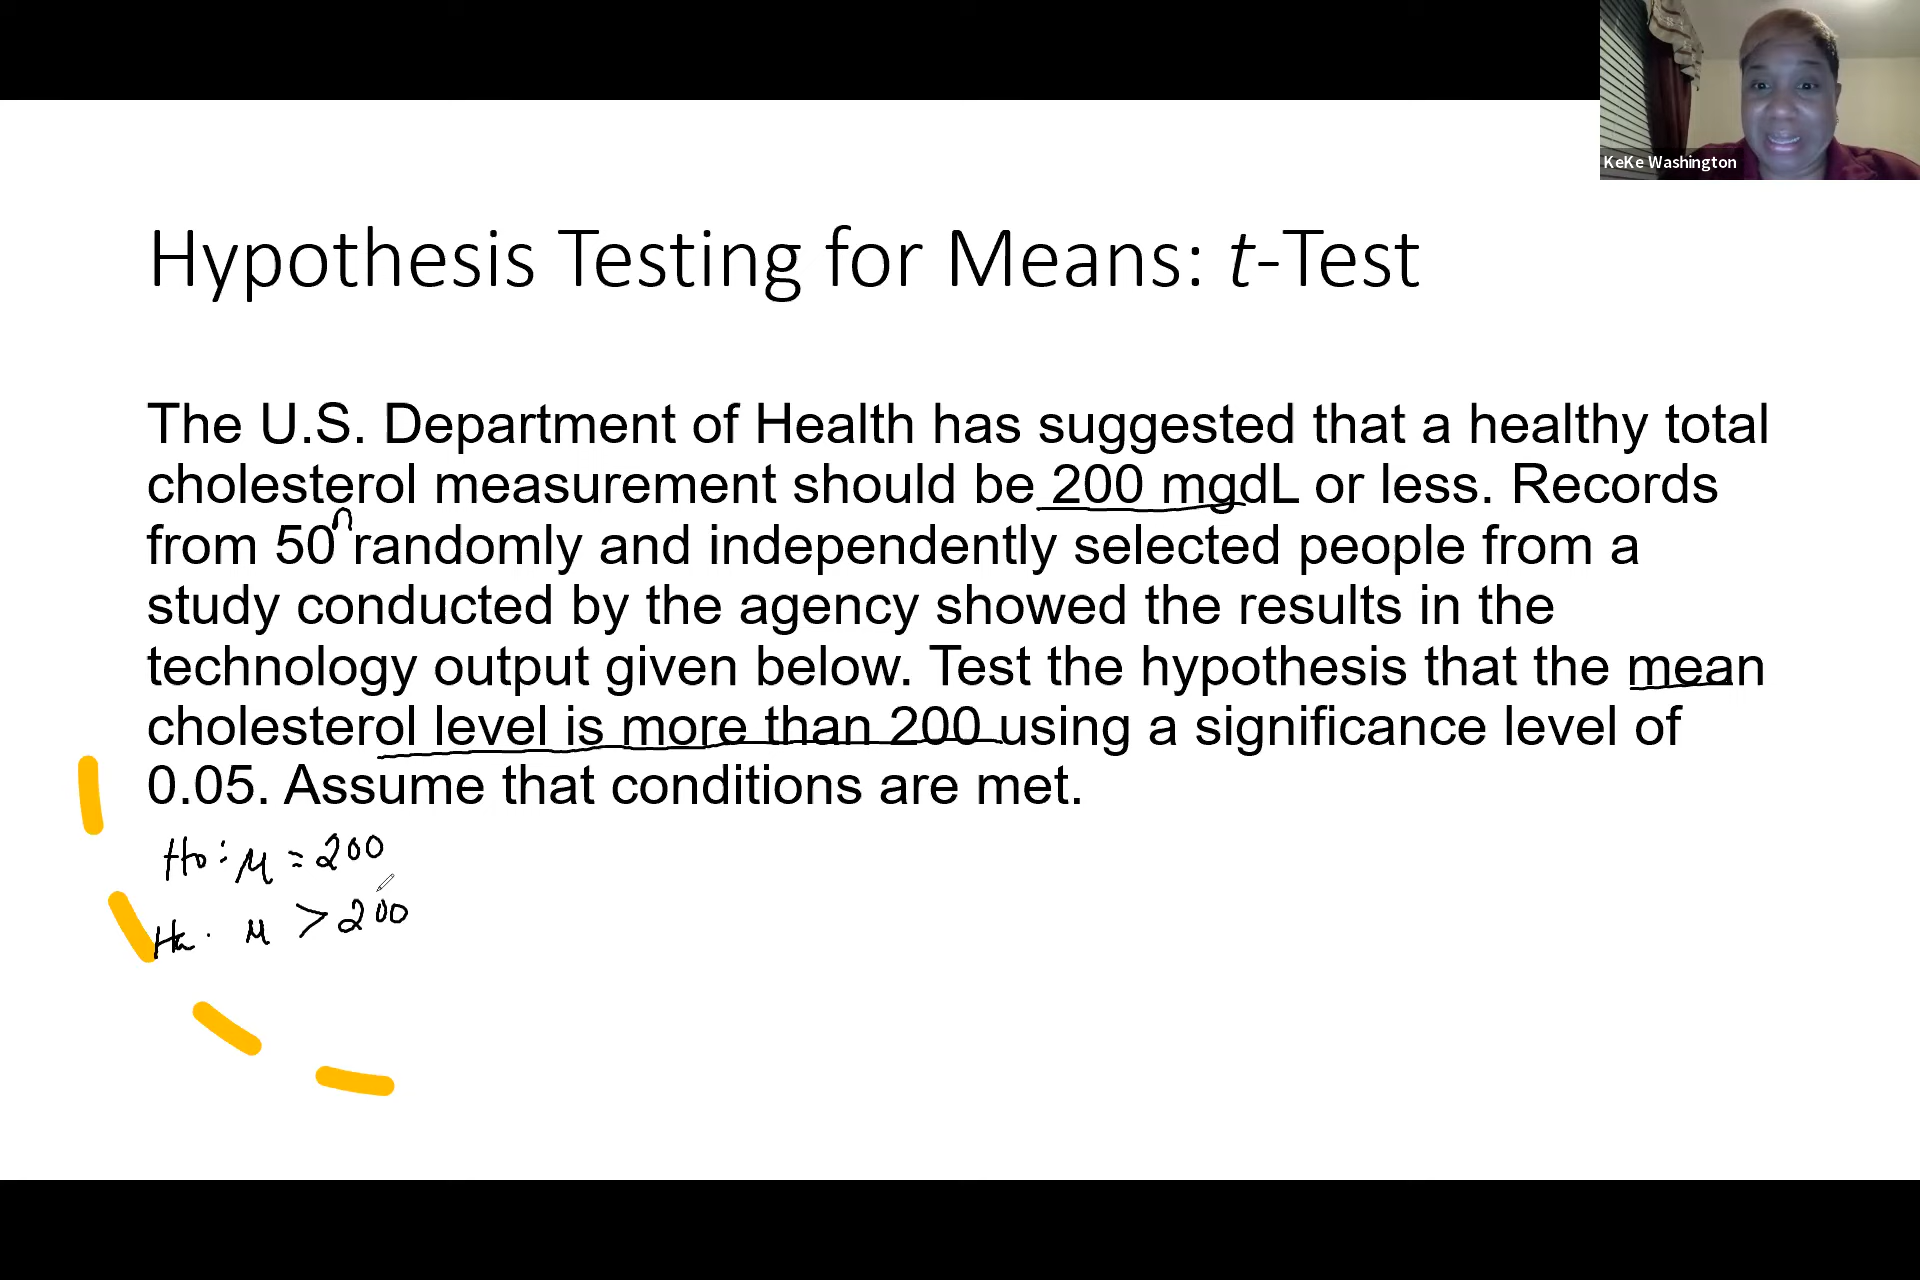 KeKe Washington
Hypothesis Testing for Means: t-Test
The U.S. Department of Health has suggested that a healthy total
cholesterol measurement should be 200 mgdL or less. Records
from 50 n randomly and independently selected people from a
study conducted by the agency showed the results in the
technology output given below. Test the hypothesis that the mean
cholesterol level is more than 200 using a significance level of
0.05. Assume that conditions are met.
Ho: μ = 200
Ha. μ > 200